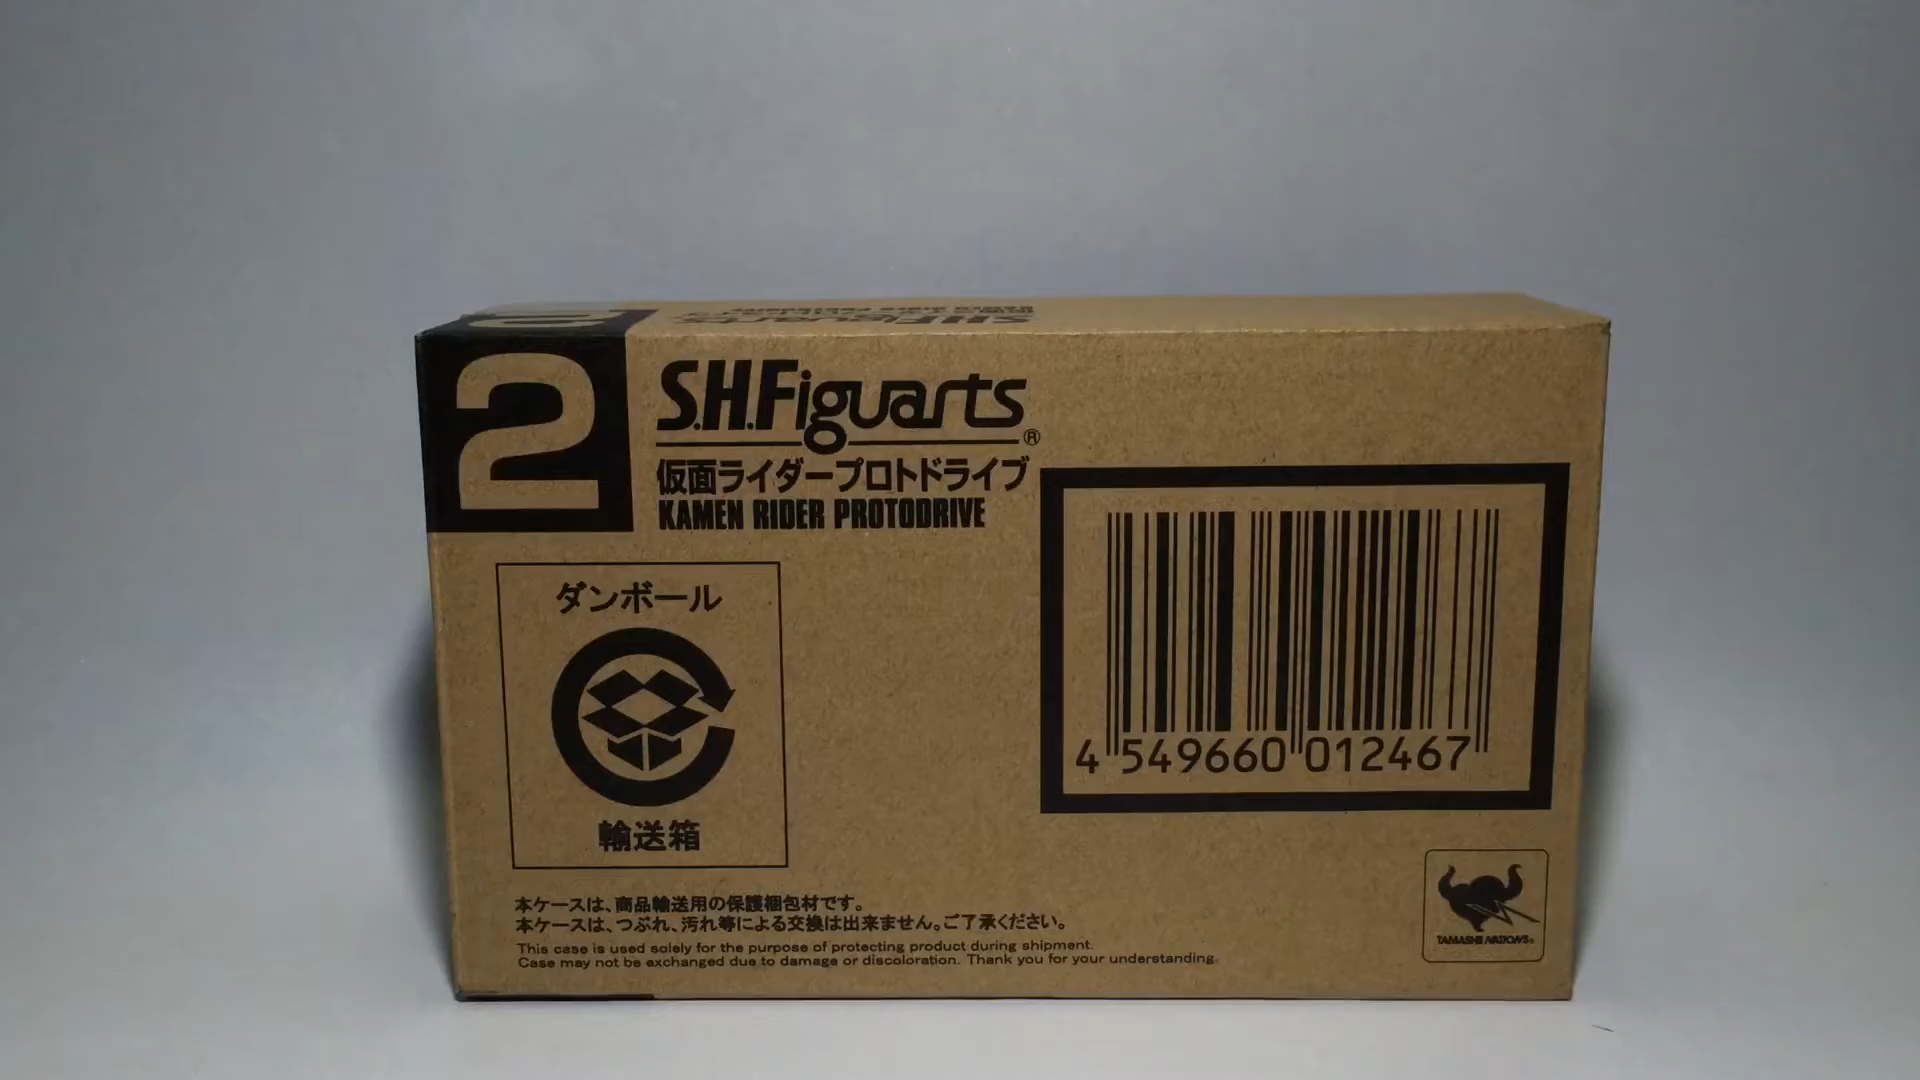 2
S.H.Figuarts®
仮面ライダープロトドライブ
KAMEN RIDER PROTODRIVE
ダンボール
輸送箱
4 549660 012467
本ケースは、商品輸送用の保護梱包材です。
本ケースは、つぶれ、汚れ等による交換は出来ません。ご了承ください。
This case is used solely for the purpose of protecting product during shipment.
Case may not be exchanged due to damage or discoloration. Thank you for your understanding.
TAMASHII NATIONS®